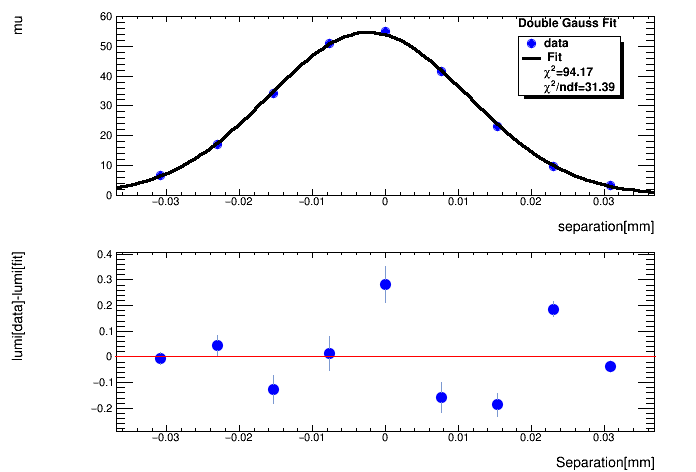 Double Gauss Fit
mu
data
Fit
χ²=94.17
χ²/ndf=31.39
60
50
40
30
20
10
0
−0.03 −0.02 −0.01 0 0.01 0.02 0.03
separation[mm]
lumi[data]-lumi[fit]
0.4
0.3
0.2
0.1
0
−0.1
−0.2
−0.03 −0.02 −0.01 0 0.01 0.02 0.03
Separation[mm]